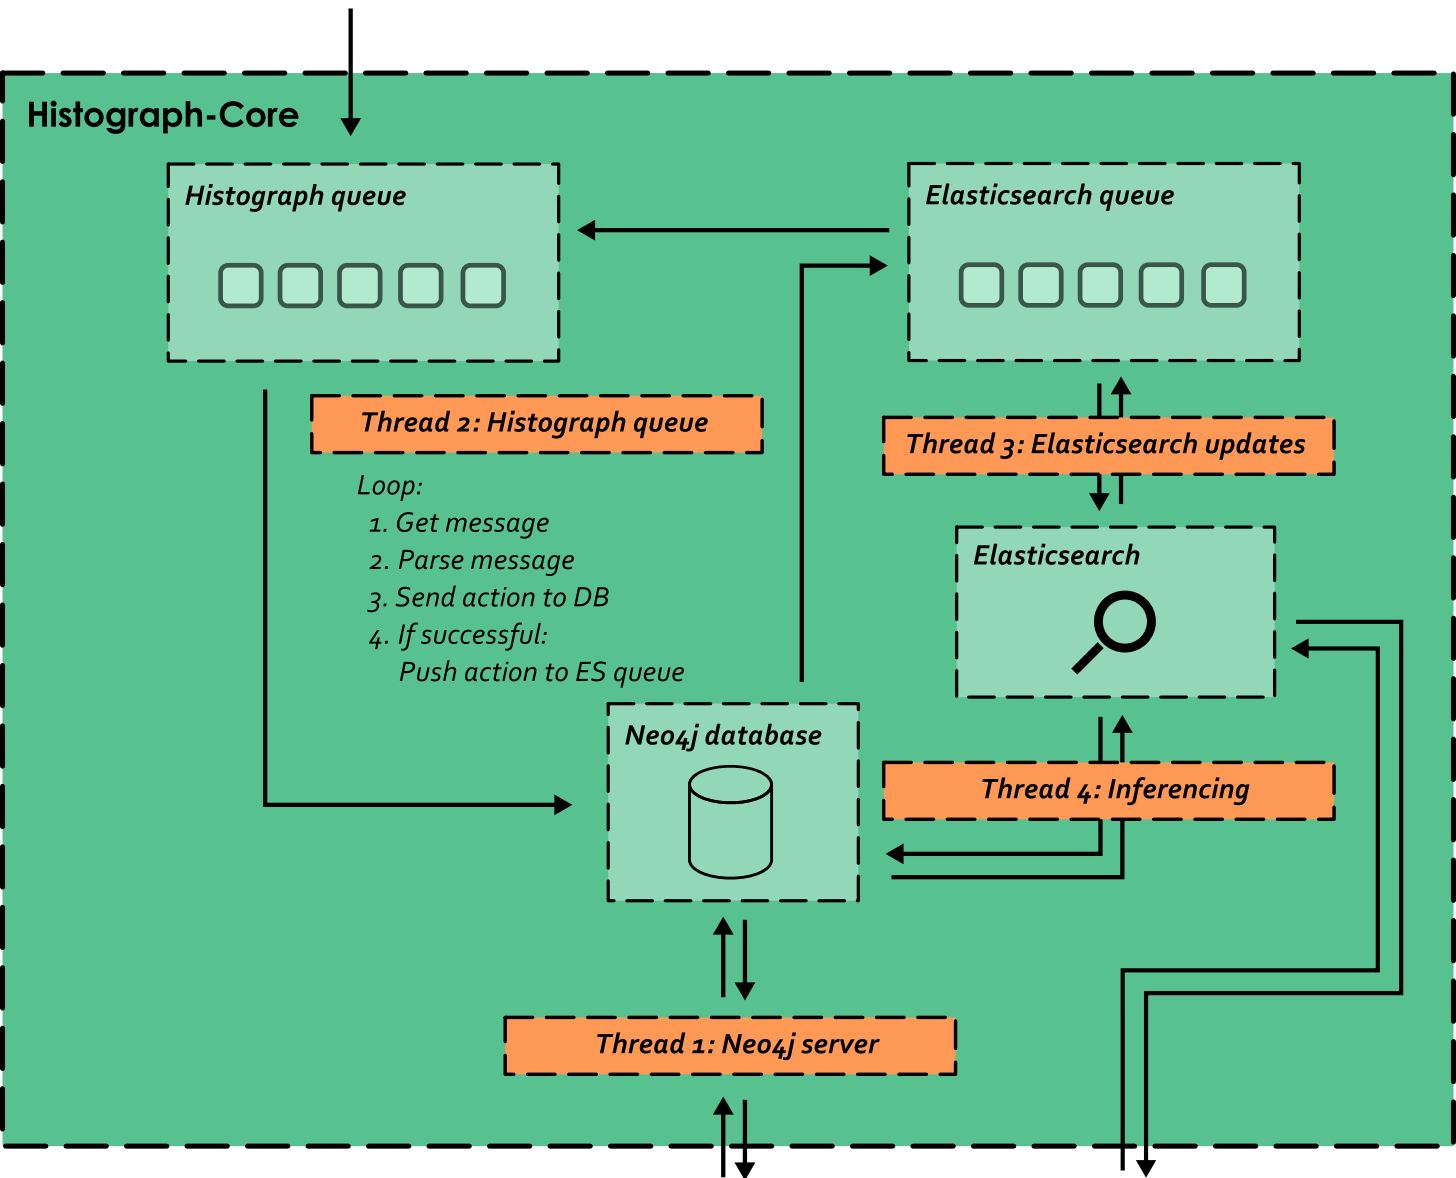 Histograph-Core
Histograph queue
Elasticsearch queue
Thread 2: Histograph queue
Thread 3: Elasticsearch updates
Loop:
1. Get message
2. Parse message
3. Send action to DB
4. If successful:
Push action to ES queue
Elasticsearch
Neo4j database
Thread 4: Inferencing
Thread 1: Neo4j server